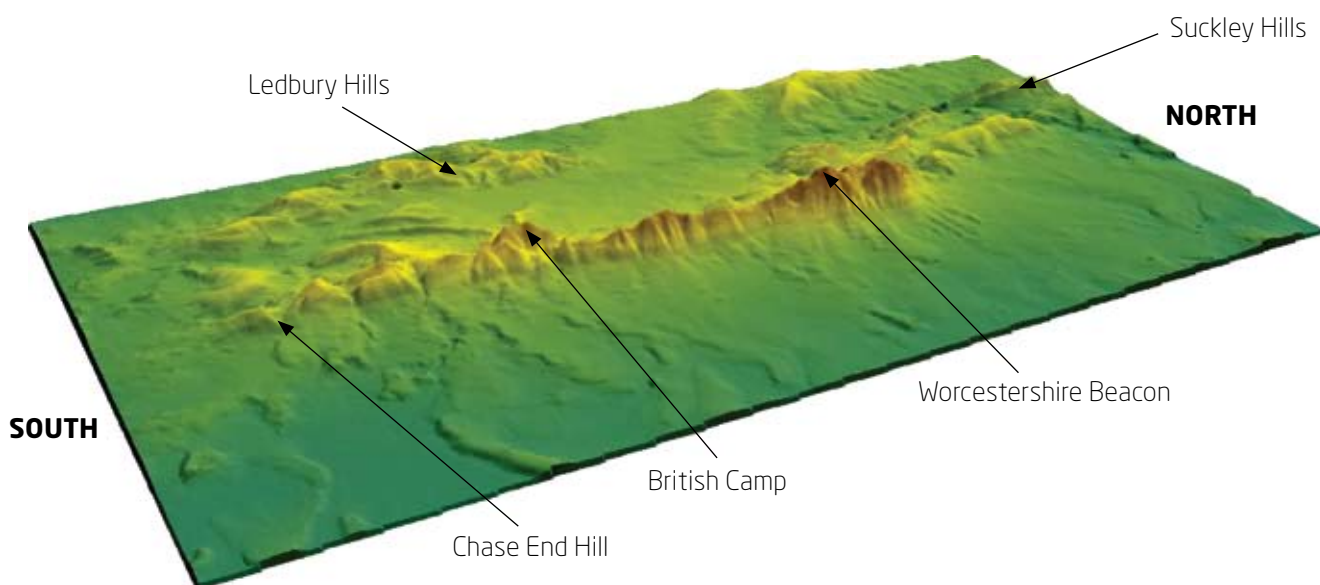 Suckley Hills
Ledbury Hills
NORTH
Worcestershire Beacon
SOUTH
British Camp
Chase End Hill